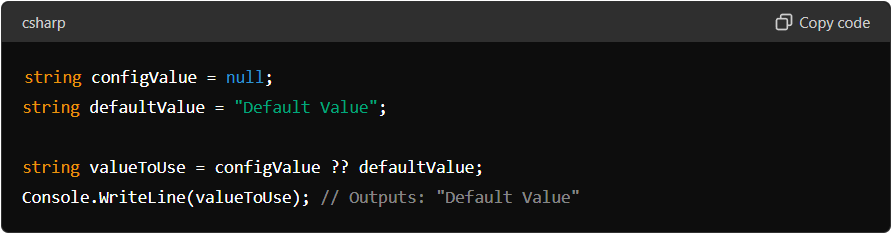 csharp
Copy code
string configValue = null;
string defaultValue = "Default Value";
string valueToUse = configValue ?? defaultValue;
Console.WriteLine(valueToUse); // Outputs: "Default Value"